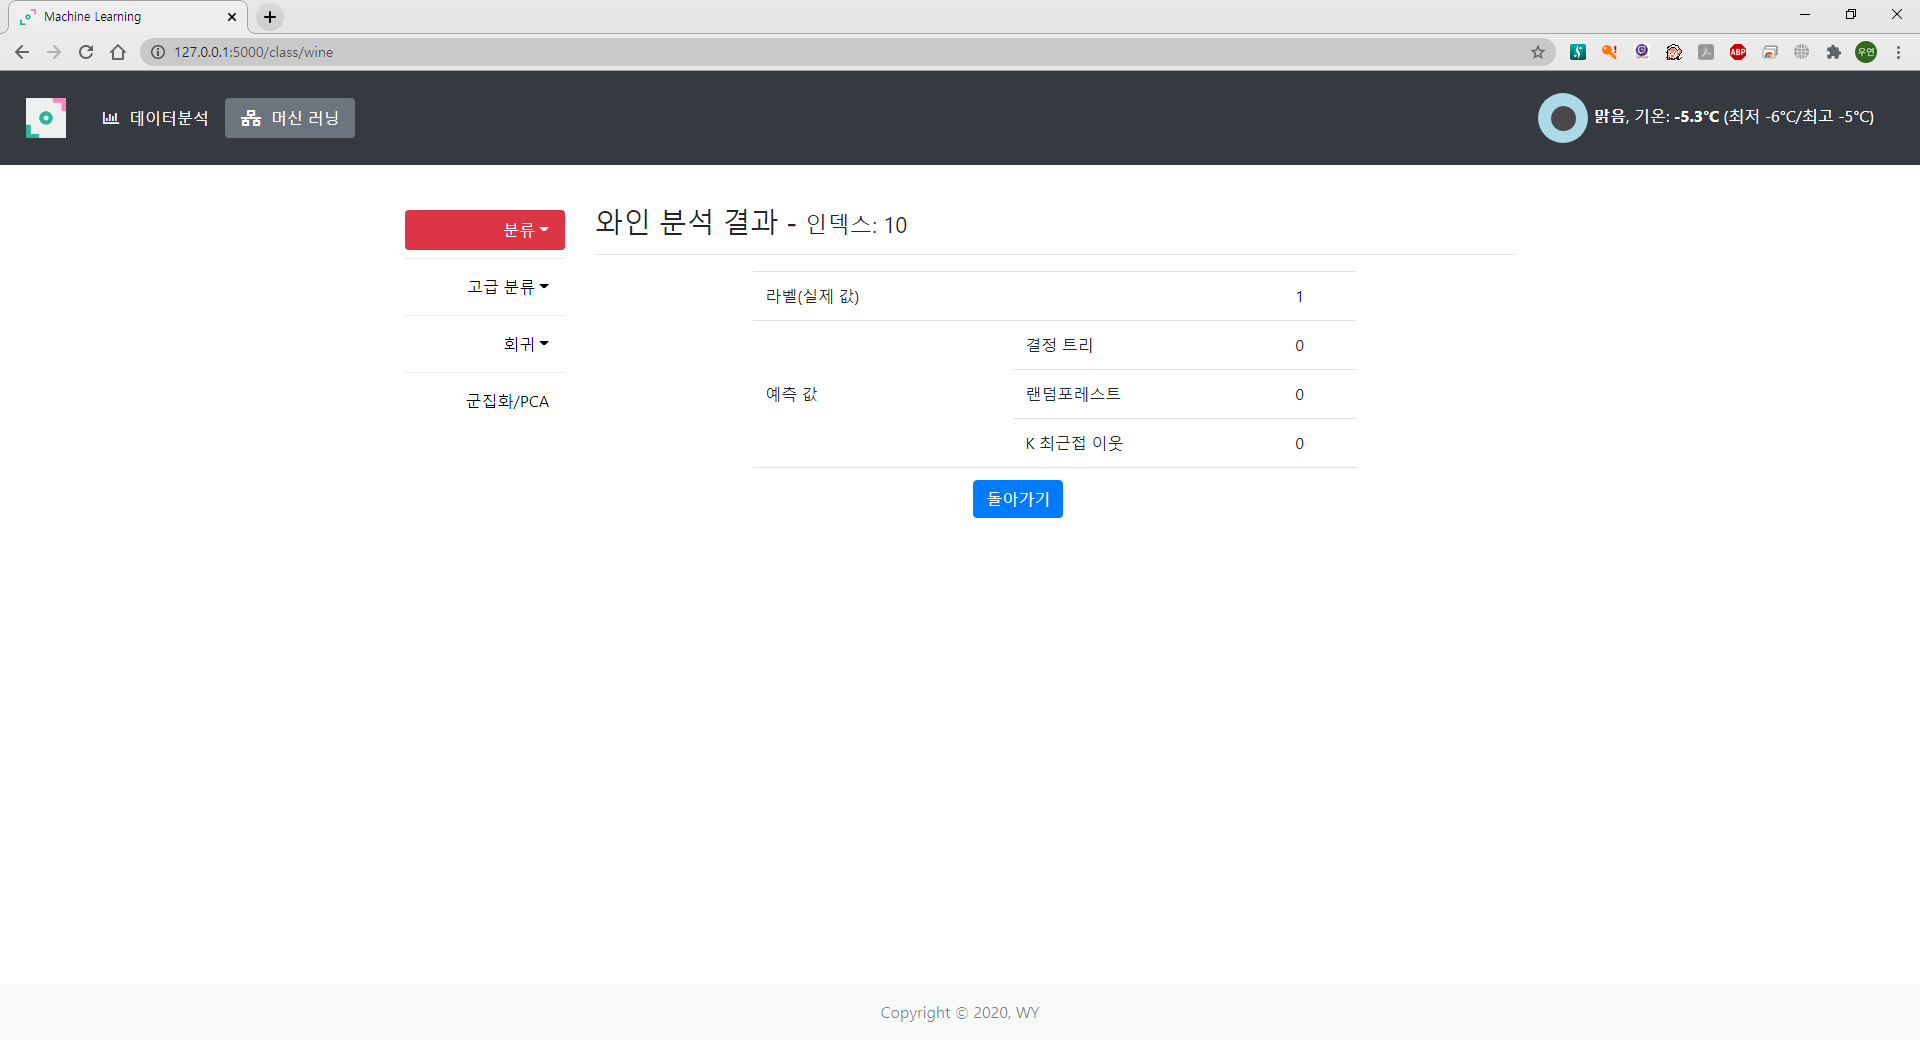 Machine Learning
127.0.0.1:5000/class/wine
ABP
우연
데이터분석
머신 러닝
맑음, 기온: -5.3°C (최저 -6°C/최고 -5°C)
분류
고급 분류
회귀
군집화/PCA
와인 분석 결과 - 인덱스: 10
라벨(실제 값) 1
예측 값
결정 트리 0
랜덤포레스트 0
K 최근접 이웃 0
돌아가기
Copyright © 2020, WY